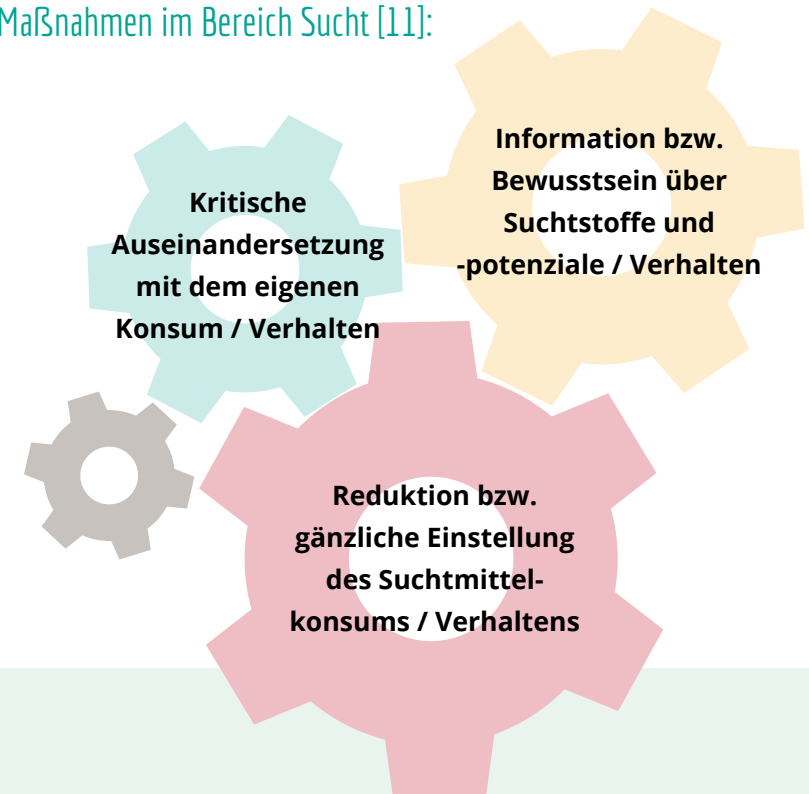 Maßnahmen im Bereich Sucht [11]:
Kritische
Auseinandersetzung
mit dem eigenen
Konsum / Verhalten
Information bzw.
Bewusstsein über
Suchtstoffe und
-potenziale / Verhalten
Reduktion bzw.
gänzliche Einstellung
des Suchtmittel-
konsums / Verhaltens